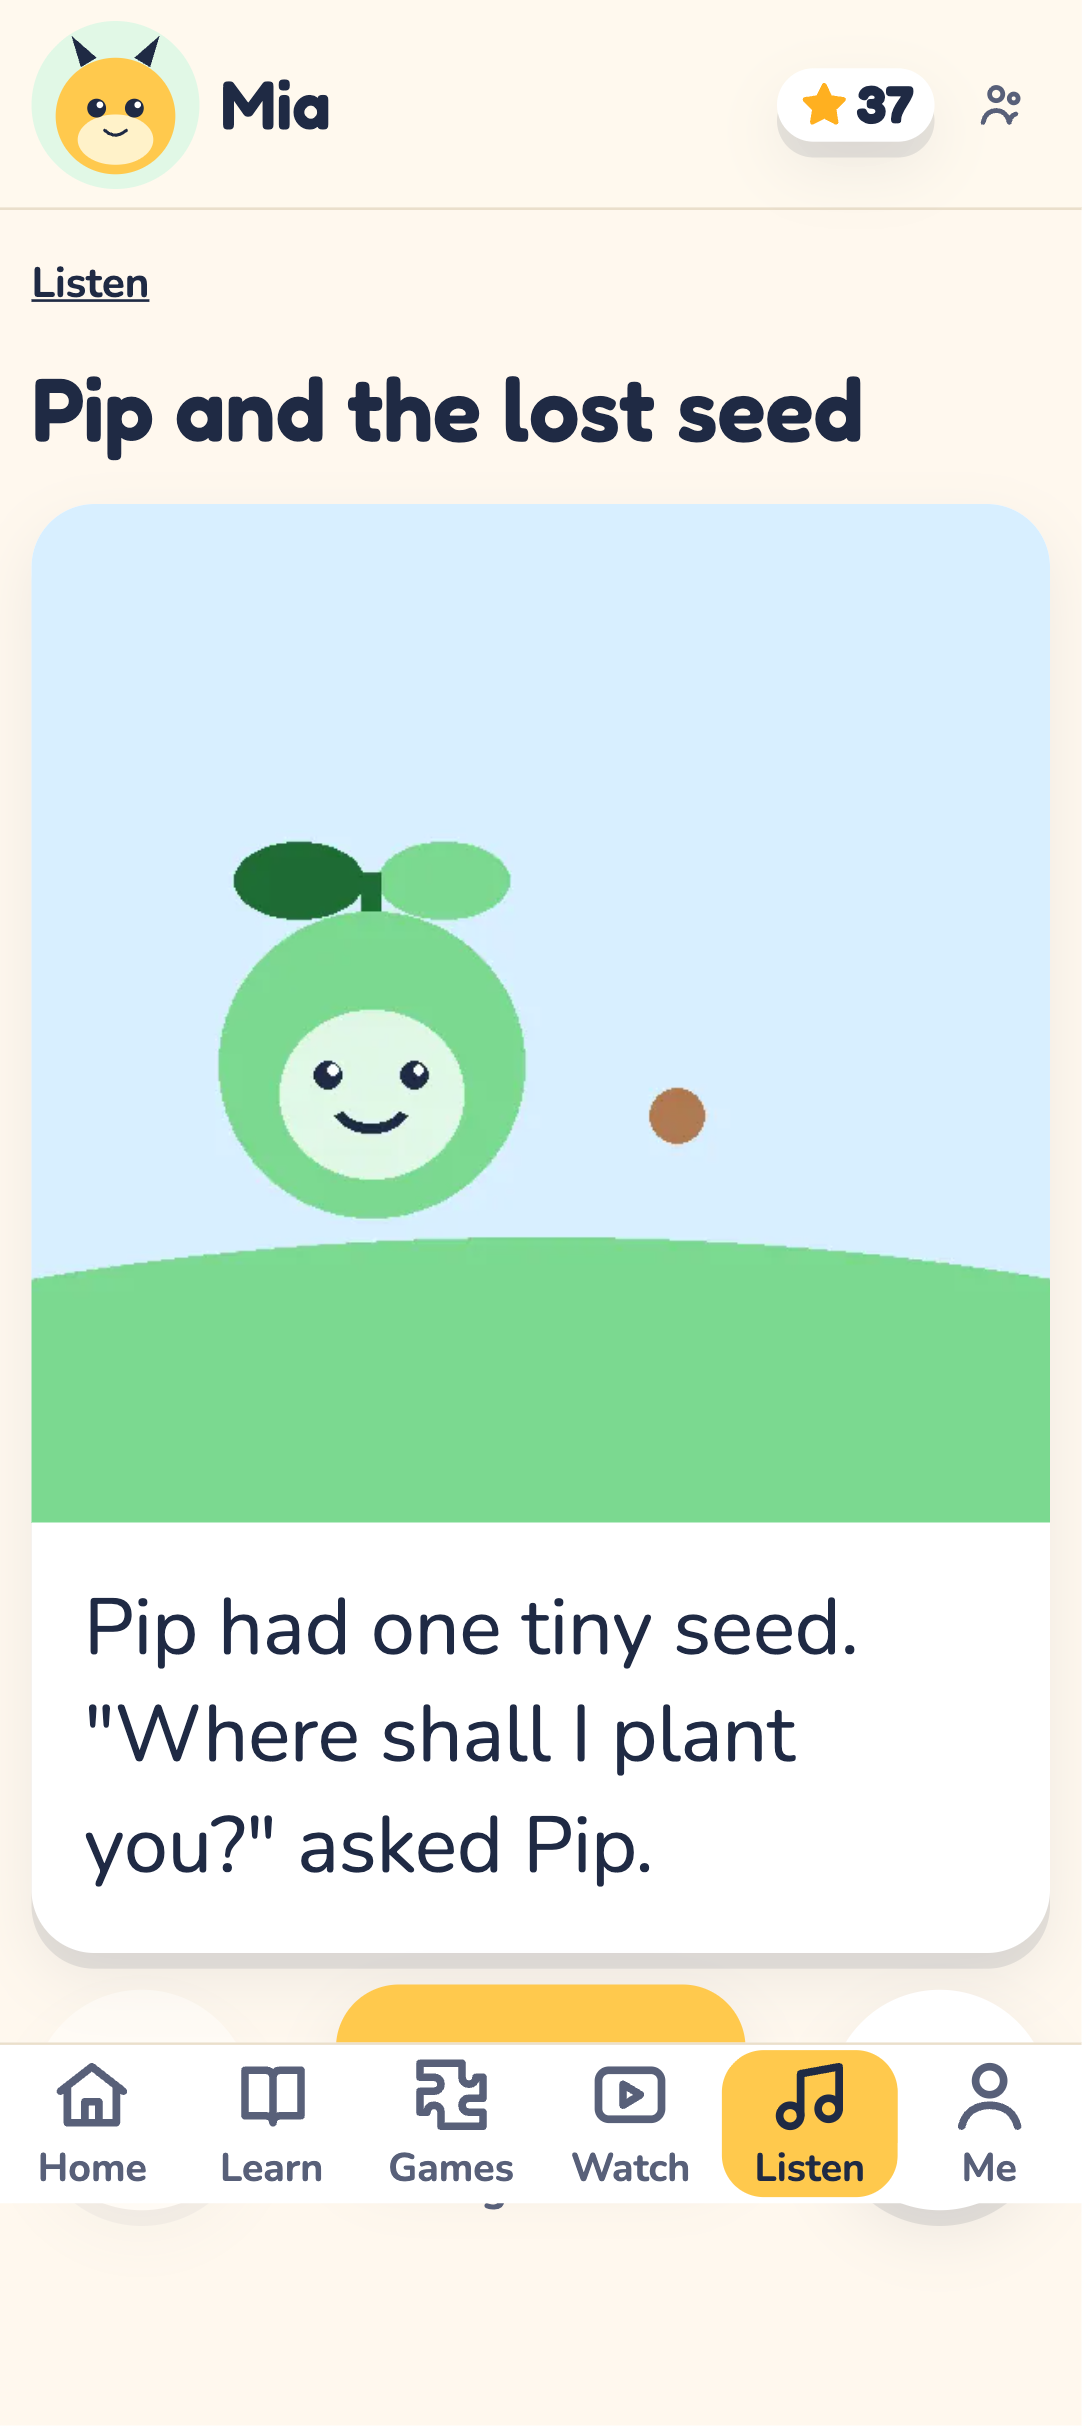 Mia
37
Listen
Pip and the lost seed
Pip had one tiny seed.
"Where shall I plant
you?" asked Pip.
Home
Learn
Games
Watch
Listen
Me